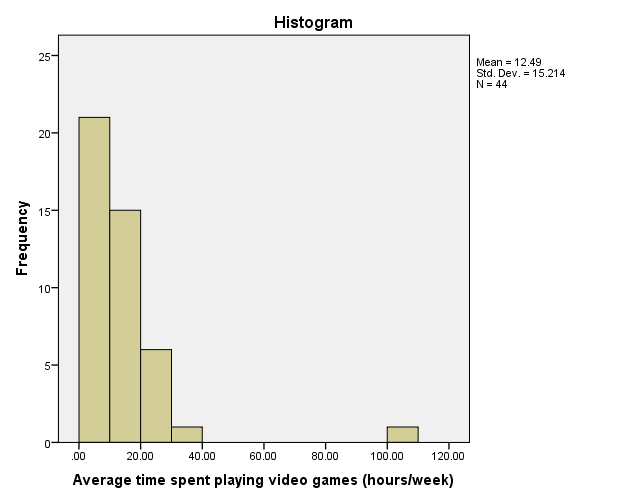 Histogram
Mean = 12.49
Std. Dev. = 15.214
N = 44
25
20
15
10
5
0
Frequency
.00 20.00 40.00 60.00 80.00 100.00 120.00
Average time spent playing video games (hours/week)